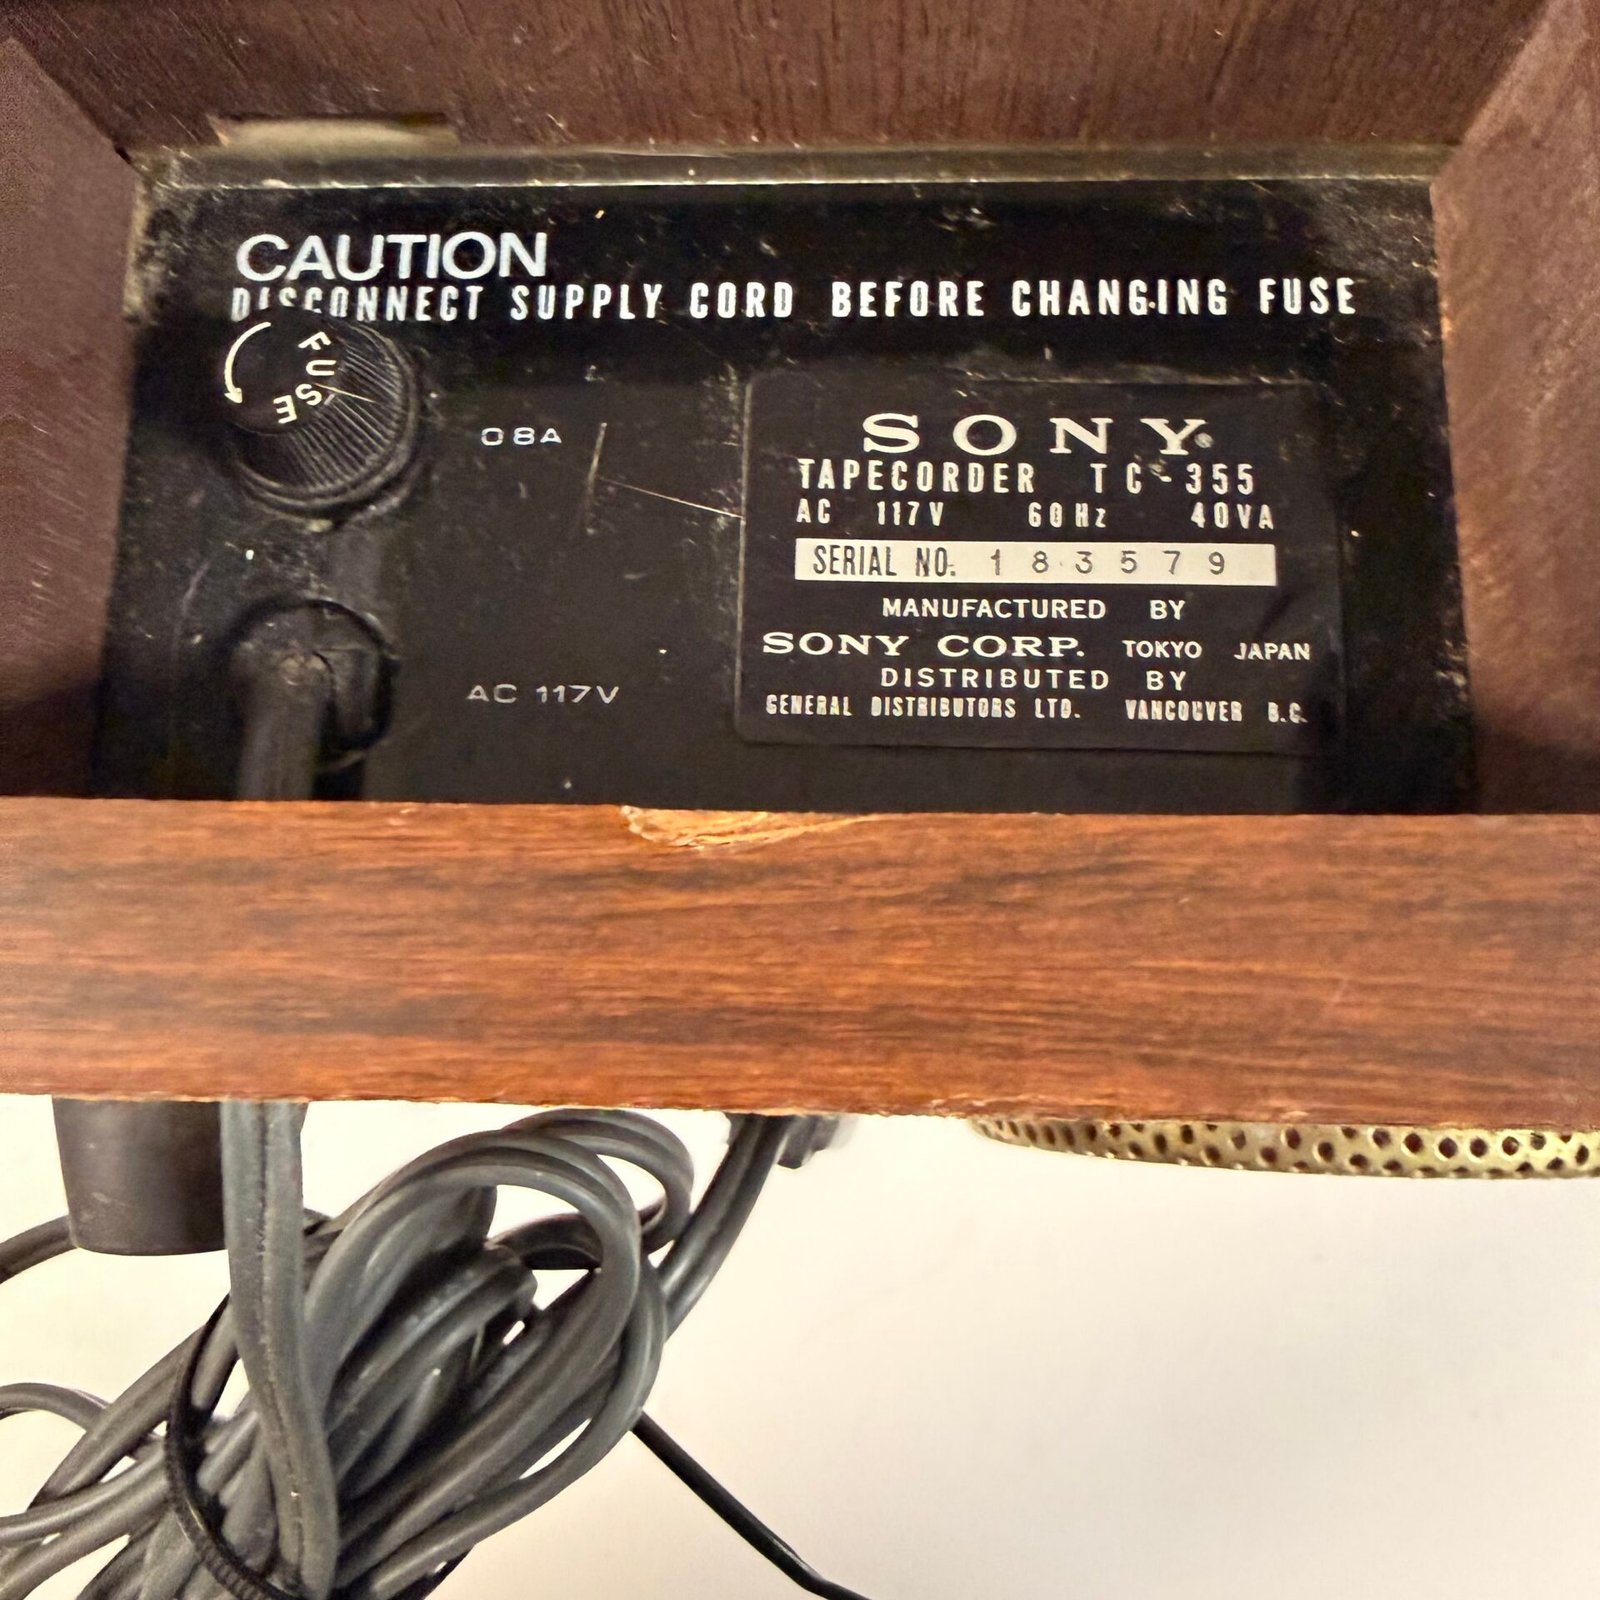 CAUTION
DISCONNECT SUPPLY CORD BEFORE CHANGING FUSE
FUSE
0.8A
SONY
TAPECORDER TC-355
AC 117V 60Hz 40VA
SERIAL NO. 183579
MANUFACTURED BY
SONY CORP. TOKYO JAPAN
AC 117V
DISTRIBUTED BY
GENERAL DISTRIBUTORS LTD. VANCOUVER B.C.